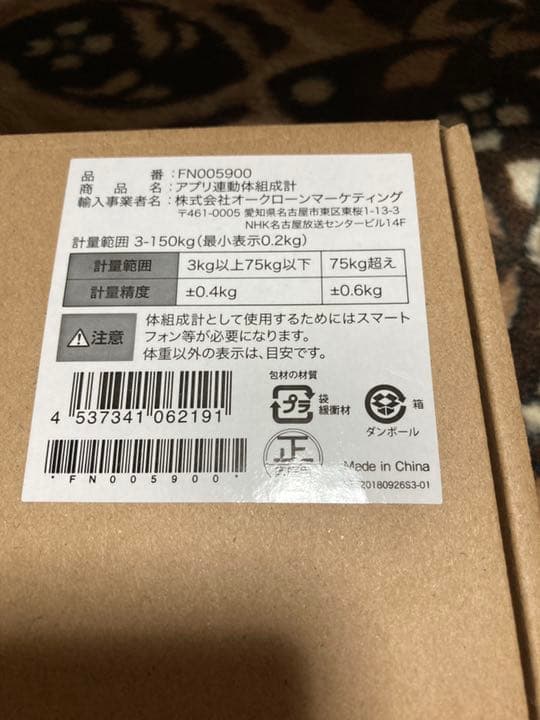 品番:FN005900
商品名:アプリ連動体組成計
輸入事業者名:株式会社オークローンマーケティング
〒461-0005 愛知県名古屋市東区東桜1-13-3
NHK名古屋放送センタービル14F
計量範囲 3-150kg(最小表示0.2kg)
計量範囲 3kg以上75kg以下 75kg超え
計量精度 ±0.4kg ±0.6kg
注意
体組成計として使用するためにはスマート
フォン等が必要になります。
体重以外の表示は、目安です。
包材の材質
プラ 袋
緩衝材
箱
ダンボール
4 537341 062191
正
*FN005900*
Made in China
20180926S3-01